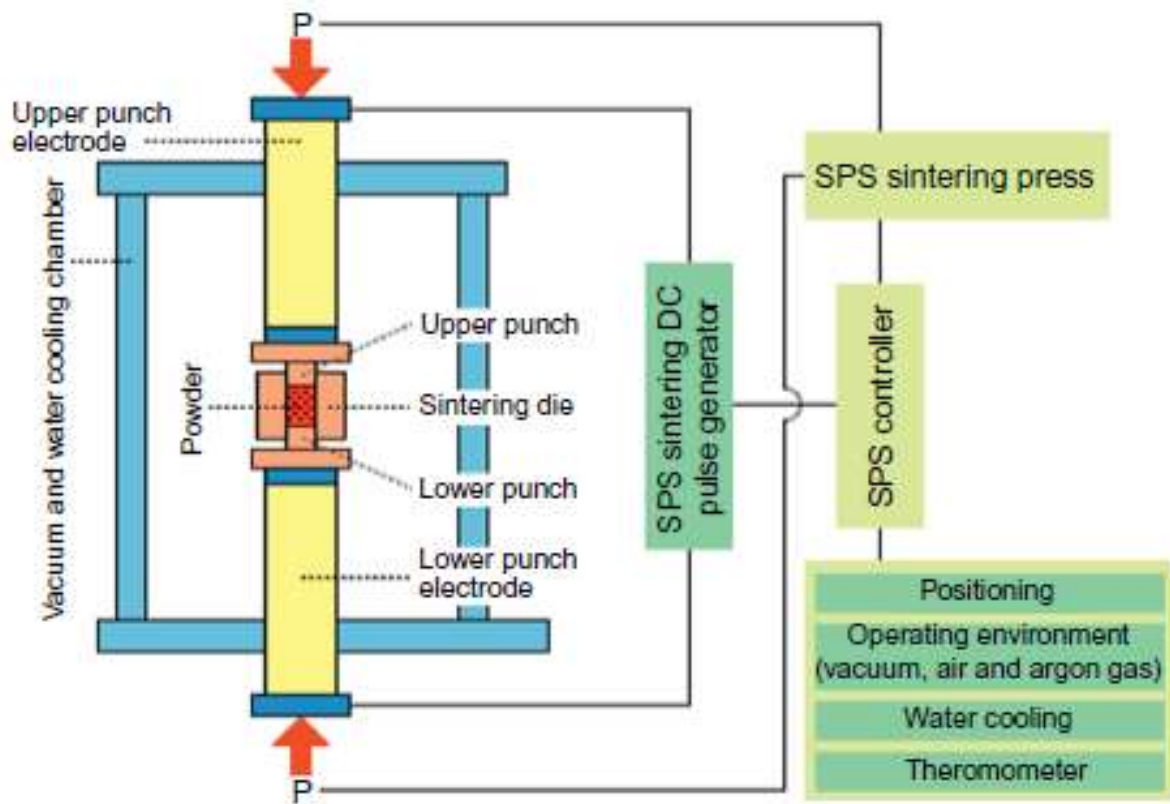 P
Upper punch
electrode
Vacuum and water cooling chamber
Powder
Upper punch
Sintering die
Lower punch
Lower punch
electrode
P
SPS sintering DC
pulse generator
SPS sintering press
SPS controller
Positioning
Operating environment
(vacuum, air and argon gas)
Water cooling
Theromometer